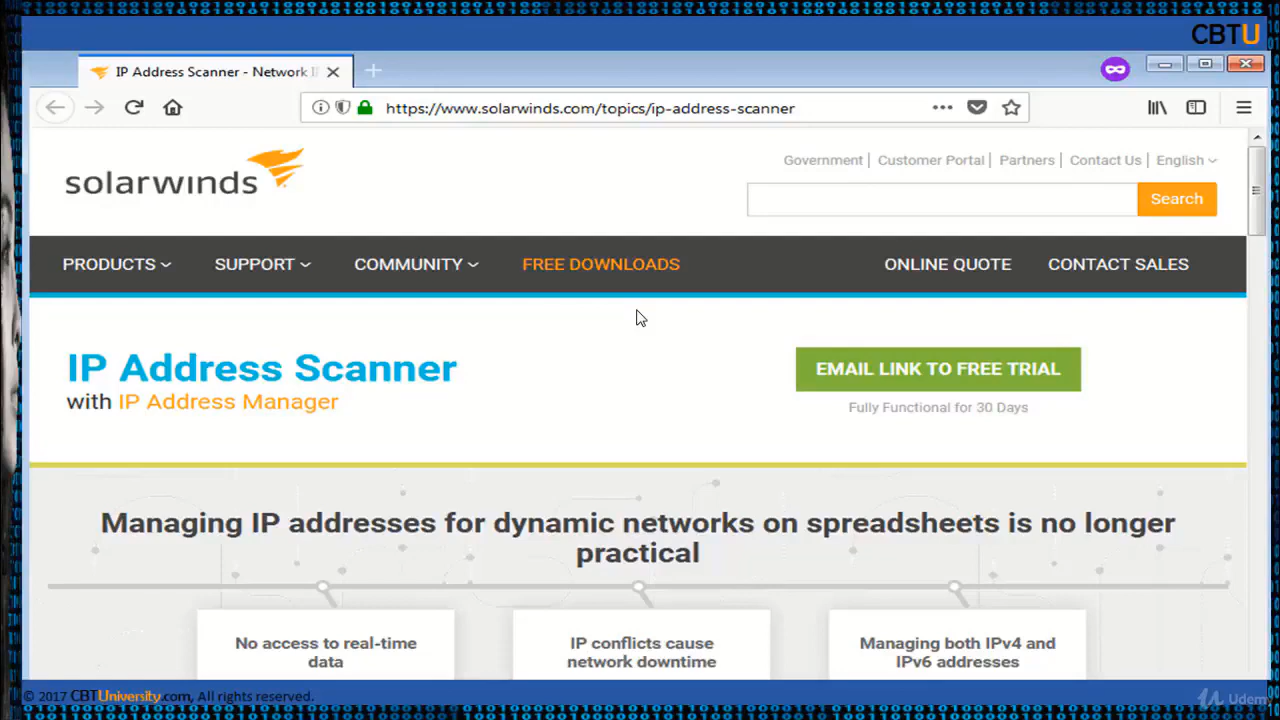 CBTU
IP Address Scanner - Network I
https://www.solarwinds.com/topics/ip-address-scanner
solarwinds
Government | Customer Portal | Partners | Contact Us | English
Search
PRODUCTS SUPPORT COMMUNITY FREE DOWNLOADS ONLINE QUOTE CONTACT SALES
IP Address Scanner
with IP Address Manager
EMAIL LINK TO FREE TRIAL
Fully Functional for 30 Days
Managing IP addresses for dynamic networks on spreadsheets is no longer
practical
No access to real-time
data
IP conflicts cause
network downtime
Managing both IPv4 and
IPv6 addresses
© 2017 CBTUniversity.com, All rights reserved.
Udemy